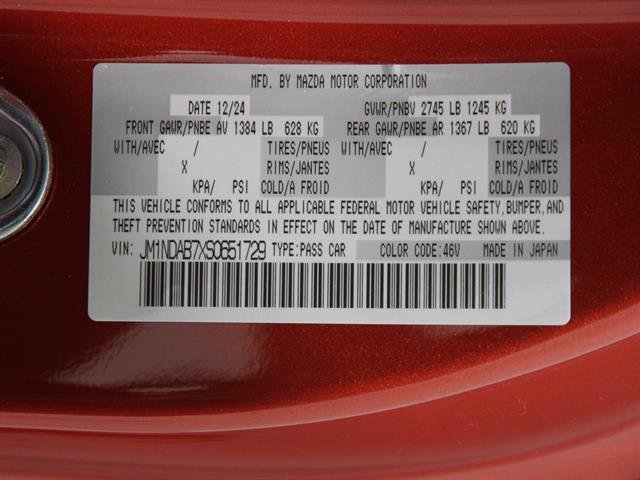 MFD. BY MAZDA MOTOR CORPORATION
DATE 12/24 GVWR/PNBV 2745 LB 1245 KG
FRONT GAWR/PNBE AV 1384 LB 628 KG REAR GAWR/PNBE AR 1367 LB 620 KG
WITH/AVEC / TIRES/PNEUS WITH/AVEC / TIRES/PNEUS
X RIMS/JANTES X RIMS/JANTES
KPA/ PSI COLD/A FROID KPA/ PSI COLD/A FROID
THIS VEHICLE CONFORMS TO ALL APPLICABLE FEDERAL MOTOR VEHICLE SAFETY,BUMPER,AND
THEFT PREVENTION STANDARDS IN EFFECT ON THE DATE OF MANUFACTURE SHOWN ABOVE.
VIN: JM1NDAB7XS0651729 TYPE:PASS CAR COLOR CODE:46V MADE IN JAPAN